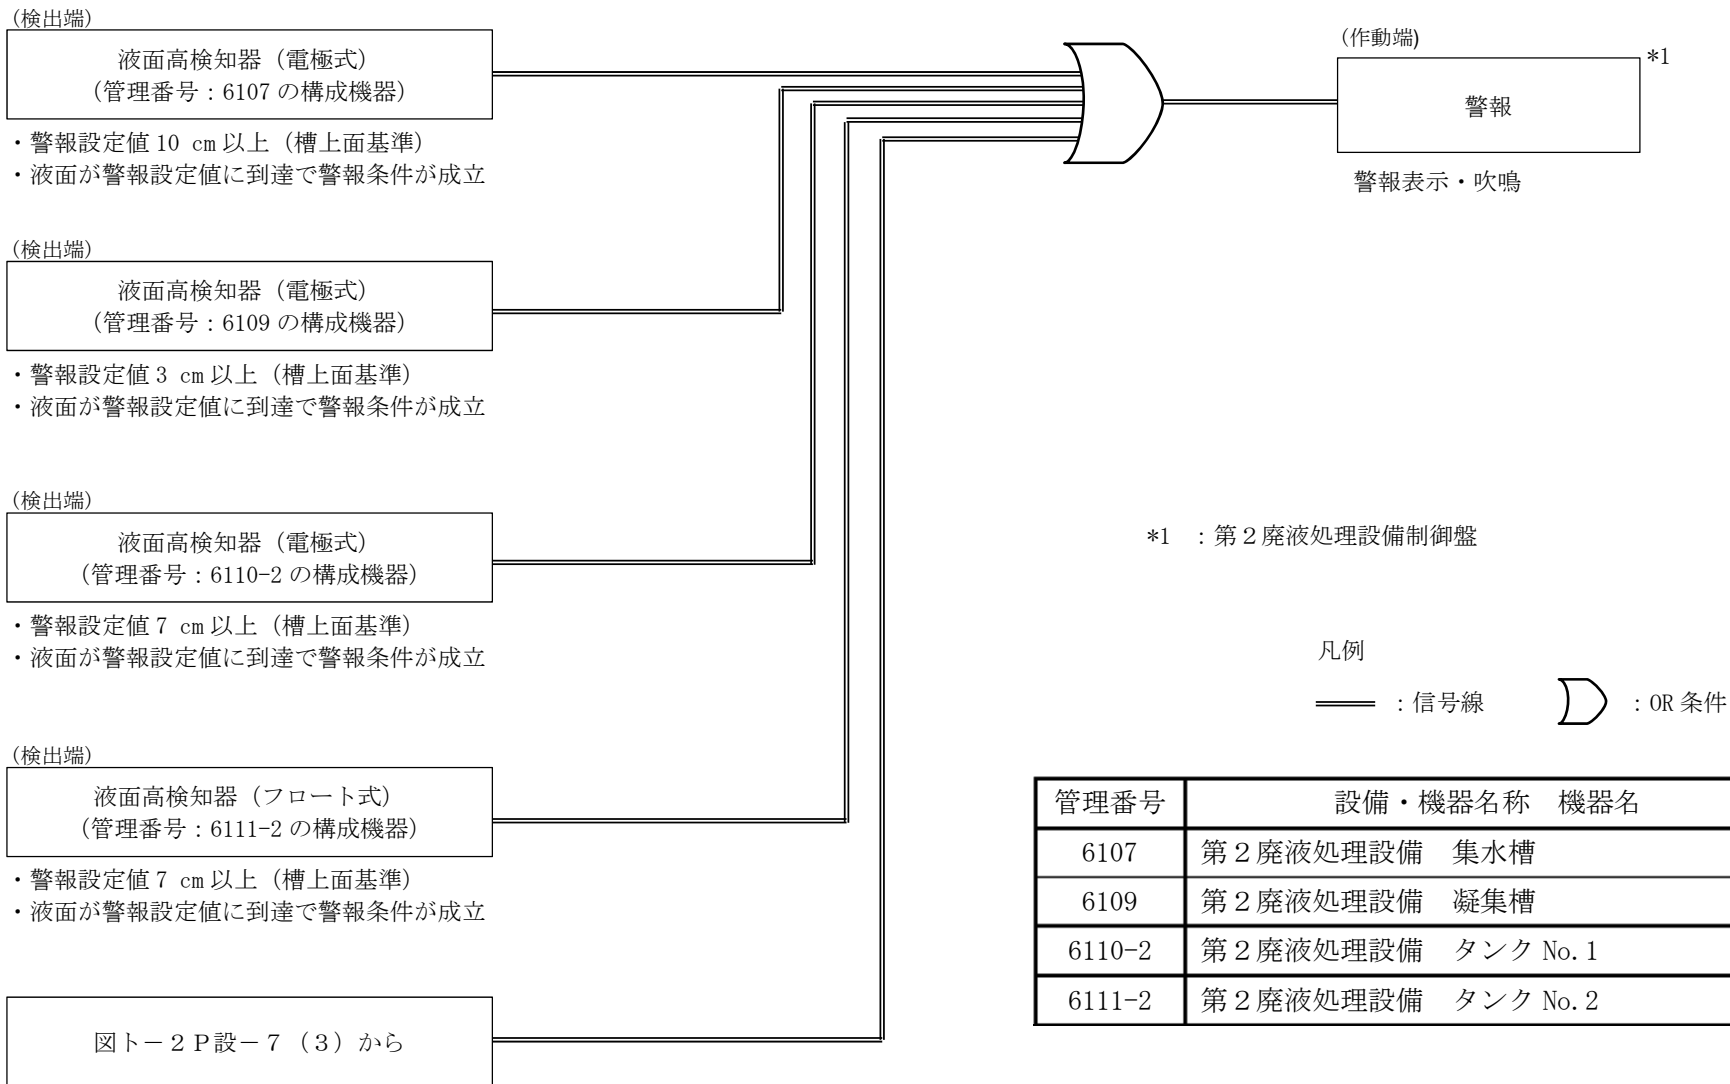 (検出端)
液面高検知器（電極式）
（管理番号：6107 の構成機器）
・警報設定値 10 cm 以上（槽上面基準）
・液面が警報設定値に到達で警報条件が成立
(検出端)
液面高検知器（電極式）
（管理番号：6109 の構成機器）
・警報設定値 3 cm 以上（槽上面基準）
・液面が警報設定値に到達で警報条件が成立
(検出端)
液面高検知器（電極式）
（管理番号：6110-2 の構成機器）
・警報設定値 7 cm 以上（槽上面基準）
・液面が警報設定値に到達で警報条件が成立
(検出端)
液面高検知器（フロート式）
（管理番号：6111-2 の構成機器）
・警報設定値 7 cm 以上（槽上面基準）
・液面が警報設定値に到達で警報条件が成立
図ト－２Ｐ設－７（３）から
(作動端)
*1
警報
警報表示・吹鳴
*1 ：第２廃液処理設備制御盤
凡例
：信号線 ：OR 条件
管理番号 設備・機器名称　機器名
6107 第２廃液処理設備　集水槽
6109 第２廃液処理設備　凝集槽
6110-2 第２廃液処理設備　タンク No.1
6111-2 第２廃液処理設備　タンク No.2